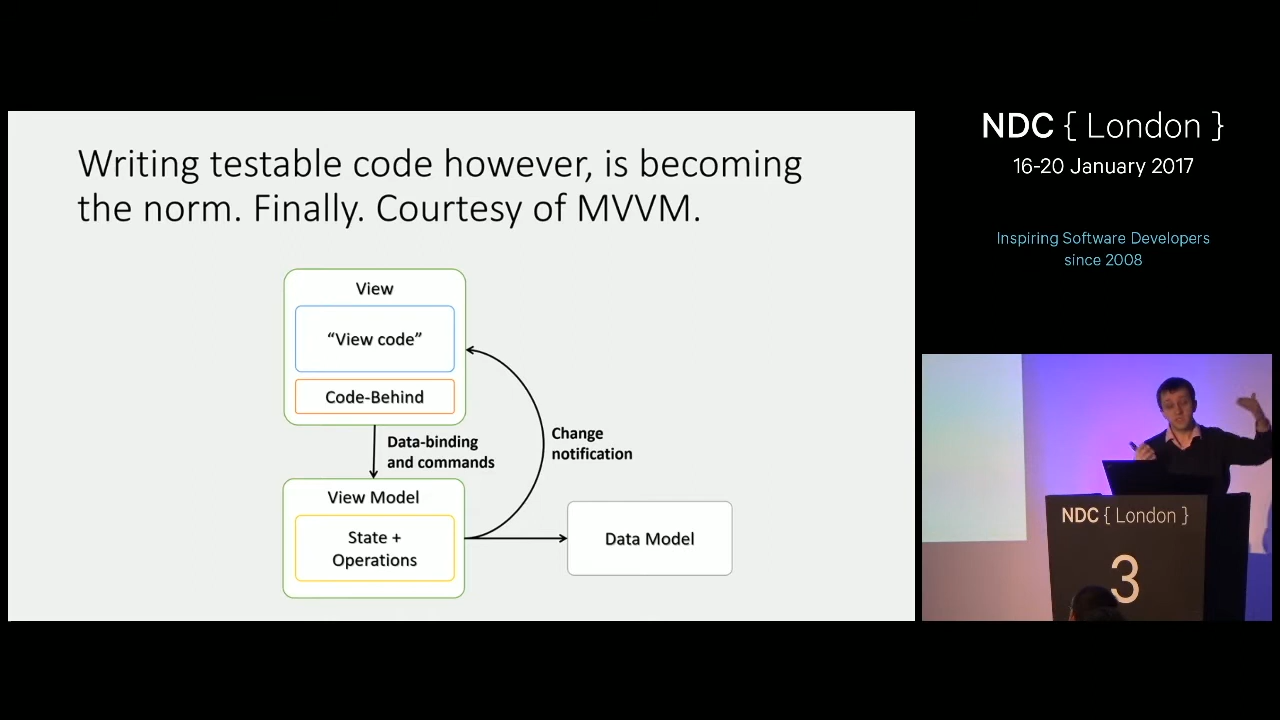 Writing testable code however, is becoming
the norm. Finally. Courtesy of MVVM.
View
“View code”
Code-Behind
Data-binding
and commands
Change
notification
View Model
State +
Operations
Data Model
NDC { London }
16-20 January 2017
Inspiring Software Developers
since 2008
NDC { London }
3